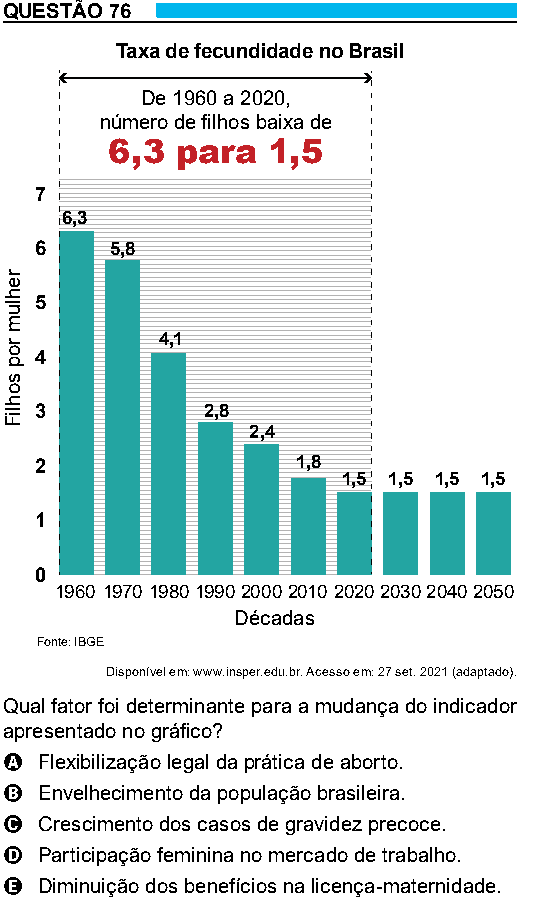 QUESTÃO 76
Taxa de fecundidade no Brasil
De 1960 a 2020,
número de filhos baixa de
6,3 para 1,5
Filhos por mulher
7
6
5
4
3
2
1
0
6,3
5,8
4,1
2,8
2,4
1,8
1,5
1,5
1,5
1,5
1960 1970 1980 1990 2000 2010 2020 2030 2040 2050
Décadas
Fonte: IBGE
Disponível em: www.insper.edu.br. Acesso em: 27 set. 2021 (adaptado).
Qual fator foi determinante para a mudança do indicador
apresentado no gráfico?
A Flexibilização legal da prática de aborto.
B Envelhecimento da população brasileira.
C Crescimento dos casos de gravidez precoce.
D Participação feminina no mercado de trabalho.
E Diminuição dos benefícios na licença-maternidade.